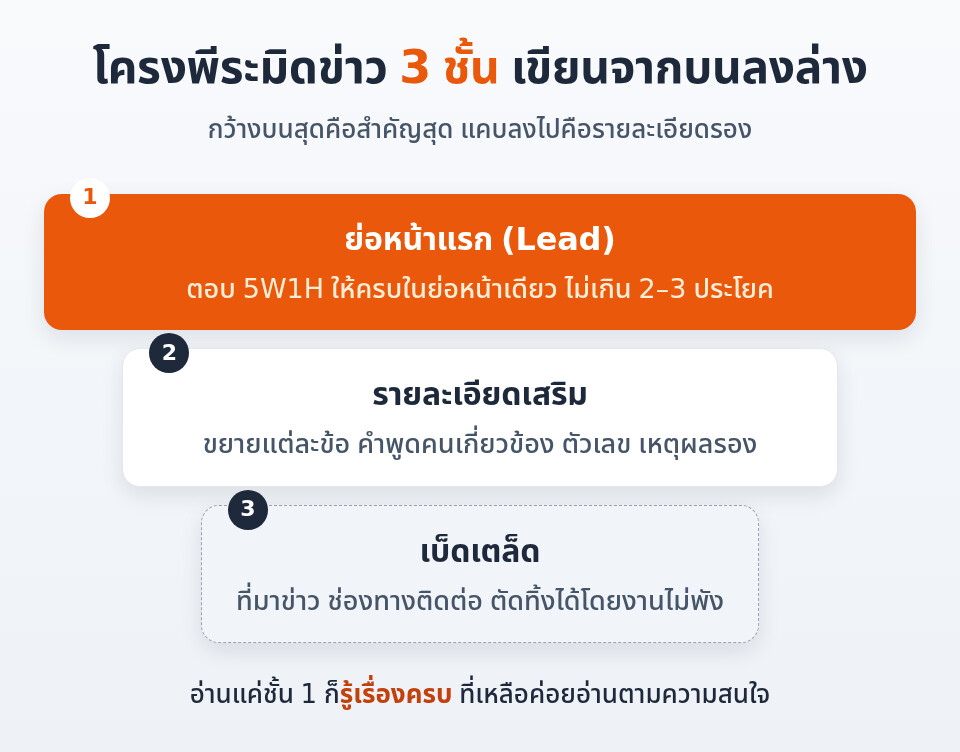 โครงพีระมิดข่าว 3 ชั้น เขียนจากบนลงล่าง
กว้างบนสุดคือสำคัญสุด แคบลงไปคือรายละเอียดรอง
1
ย่อหน้าแรก (Lead)
ตอบ 5W1H ให้ครบในย่อหน้าเดียว ไม่เกิน 2–3 ประโยค
2
รายละเอียดเสริม
ขยายแต่ละข้อ คำพูดคนเกี่ยวข้อง ตัวเลข เหตุผลรอง
3
เบ็ดเตล็ด
ที่มาข่าว ช่องทางติดต่อ ตัดทิ้งได้โดยงานไม่พัง
อ่านแค่ชั้น 1 ก็รู้เรื่องครบ ที่เหลือค่อยอ่านตามความสนใจ